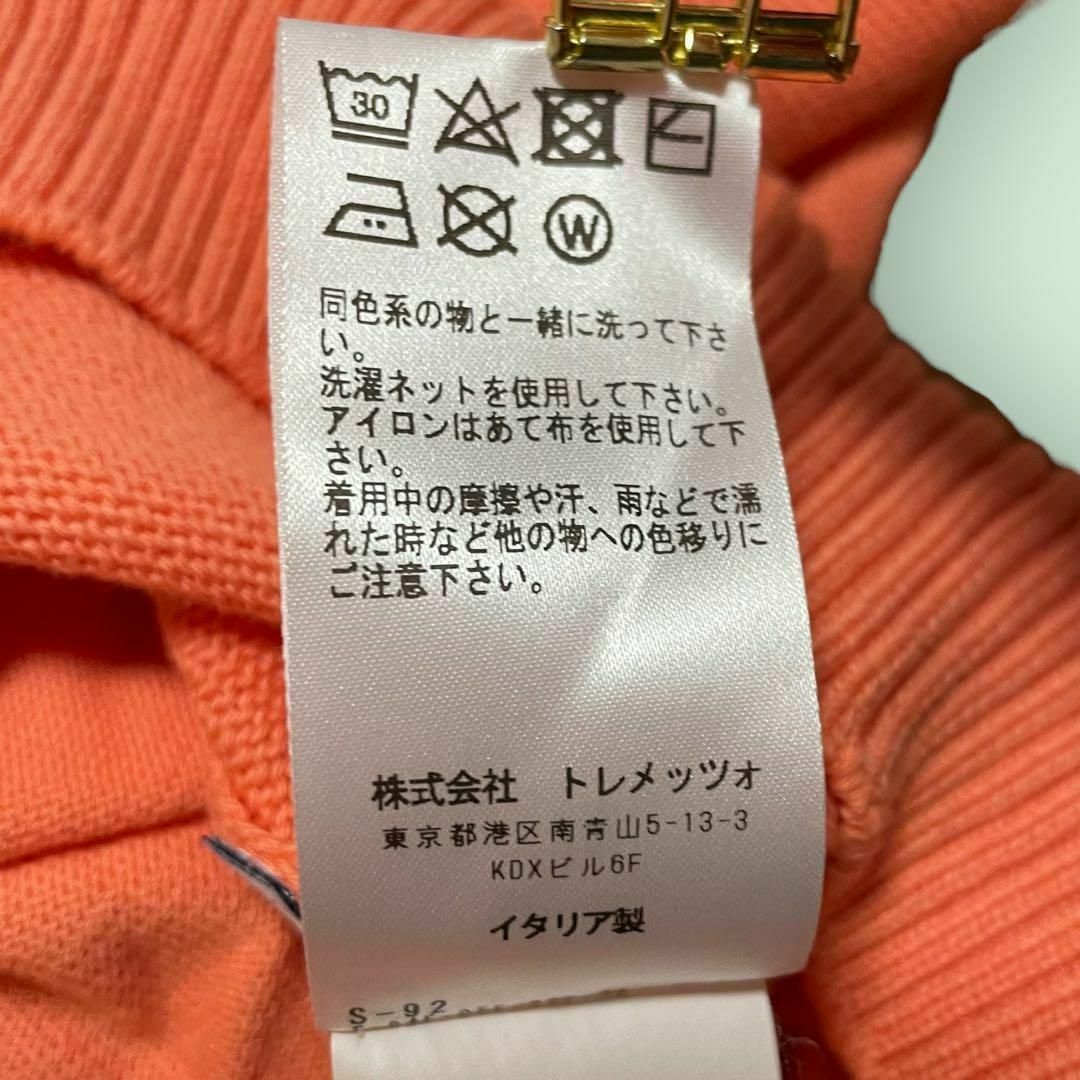 30
W
同色系の物と一緒に洗って下さ
い。
洗濯ネットを使用して下さい。
アイロンはあて布を使用して下
さい。
着用中の摩擦や汗、雨などで濡
れた時など他の物への色移りに
ご注意下さい。
株式会社 トレメッツォ
東京都港区南青山5-13-3
KDXビル6F
イタリア製
S-92